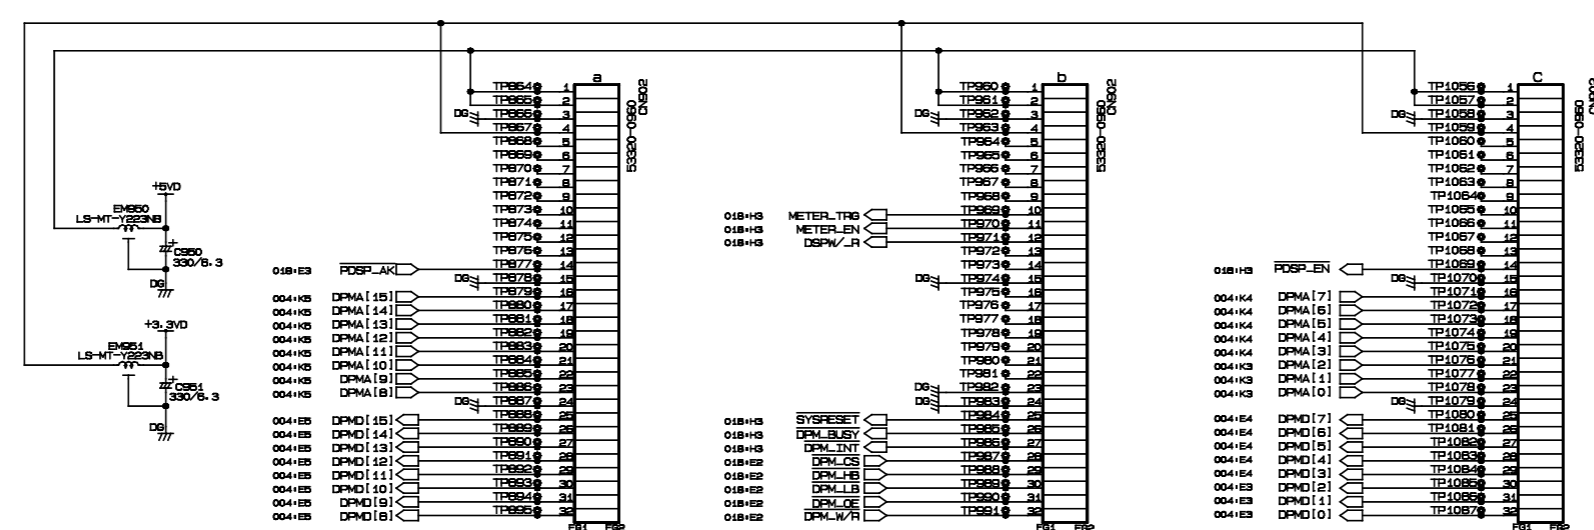 +5VD
EM950
LS-MT-Y223NB
C950
330/6.3
DG
+3.3VD
EM951
LS-MT-Y223NB
C951
330/6.3
DG
a
CN902
53320-0960
TP864 1
TP865 2
DG TP866 3
TP867 4
TP868 5
TP869 6
TP870 7
TP871 8
TP872 9
TP873 10
TP874 11
TP875 12
TP876 13
018:E3 PDSP_AK TP877 14
DG TP878 15
004:K5 DPMA[15] TP879 16
004:K5 DPMA[14] TP880 17
004:K5 DPMA[13] TP881 18
004:K5 DPMA[12] TP882 19
004:K5 DPMA[11] TP883 20
004:K5 DPMA[10] TP884 21
004:K5 DPMA[9] TP885 22
004:K5 DPMA[8] TP886 23
DG TP887 24
004:E5 DPMD[15] TP888 25
004:E5 DPMD[14] TP889 26
004:E5 DPMD[13] TP890 27
004:E5 DPMD[12] TP891 28
004:E5 DPMD[11] TP892 29
004:E5 DPMD[10] TP893 30
004:E5 DPMD[9] TP894 31
004:E5 DPMD[8] TP895 32
FG1 FG2
b
CN902
53320-0960
TP960 1
TP961 2
DG TP962 3
TP963 4
TP964 5
TP965 6
TP966 7
TP967 8
TP968 9
018:H3 METER_TRG TP969 10
018:H3 METER_EN TP970 11
018:H3 DSPW/_R TP971 12
TP972 13
TP973 14
DG TP974 15
TP975 16
TP976 17
TP977 18
TP978 19
TP979 20
TP980 21
TP981 22
DG TP982 23
DG TP983 24
018:H3 SYSRESET TP984 25
018:H3 DPM_BUSY TP985 26
018:H3 DPM_INT TP986 27
018:E2 DPM_CS TP987 28
018:E2 DPM_HB TP988 29
018:E2 DPM_LB TP989 30
018:E2 DPM_OE TP990 31
018:E2 DPM_W/R TP991 32
FG1 FG2
C
CN902
53320-0960
TP1056 1
TP1057 2
DG TP1058 3
TP1059 4
TP1060 5
TP1061 6
TP1062 7
TP1063 8
TP1064 9
TP1065 10
TP1066 11
TP1067 12
TP1068 13
018:H3 PDSP_EN TP1069 14
DG TP1070 15
004:K4 DPMA[7] TP1071 16
004:K4 DPMA[6] TP1072 17
004:K4 DPMA[5] TP1073 18
004:K4 DPMA[4] TP1074 19
004:K4 DPMA[3] TP1075 20
004:K3 DPMA[2] TP1076 21
004:K3 DPMA[1] TP1077 22
004:K3 DPMA[0] TP1078 23
DG TP1079 24
004:E4 DPMD[7] TP1080 25
004:E4 DPMD[6] TP1081 26
004:E4 DPMD[5] TP1082 27
004:E4 DPMD[4] TP1083 28
004:E4 DPMD[3] TP1084 29
004:E3 DPMD[2] TP1085 30
004:E3 DPMD[1] TP1086 31
004:E3 DPMD[0] TP1087 32
FG1 FG2